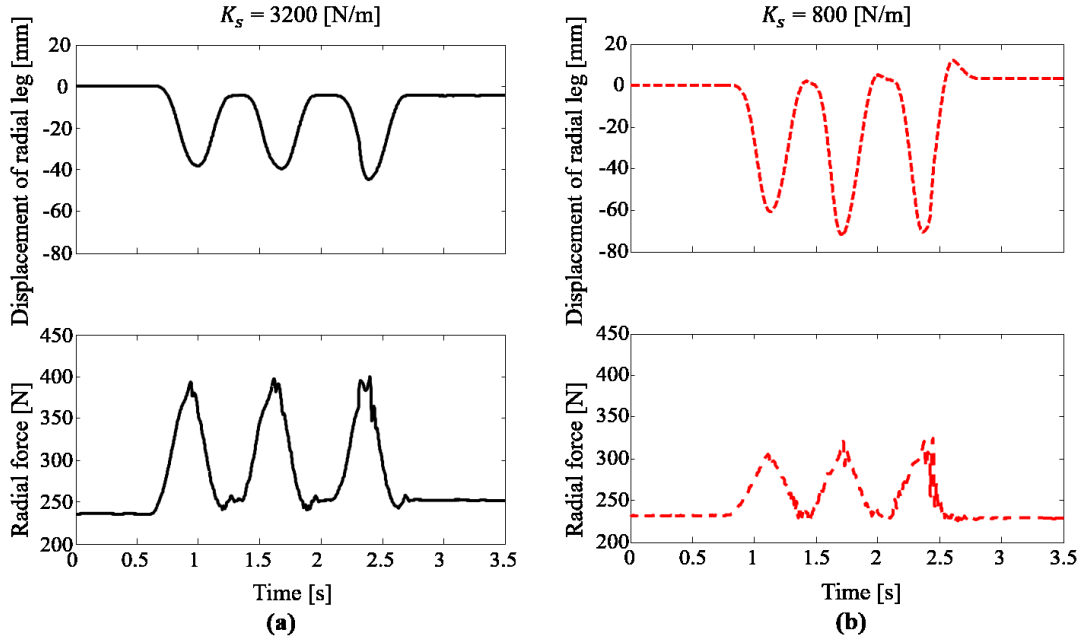 K_s = 3200 [N/m]
Displacement of radial leg [mm]
20
0
-20
-40
-60
-80
Radial force [N]
450
400
350
300
250
200
0 0.5 1 1.5 2 2.5 3 3.5
Time [s]
(a)
K_s = 800 [N/m]
Displacement of radial leg [mm]
20
0
-20
-40
-60
-80
Radial force [N]
450
400
350
300
250
200
0 0.5 1 1.5 2 2.5 3 3.5
Time [s]
(b)